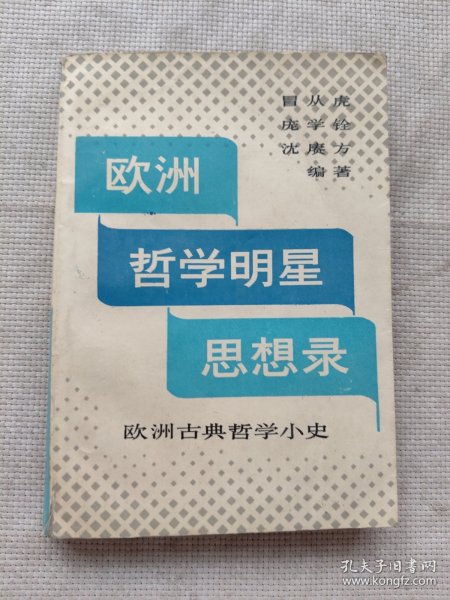 冒从虎
庞学铨
沈赓方
编著
欧洲
哲学明星
思想录
欧洲古典哲学小史
孔夫子旧书网
www.kongfz.com